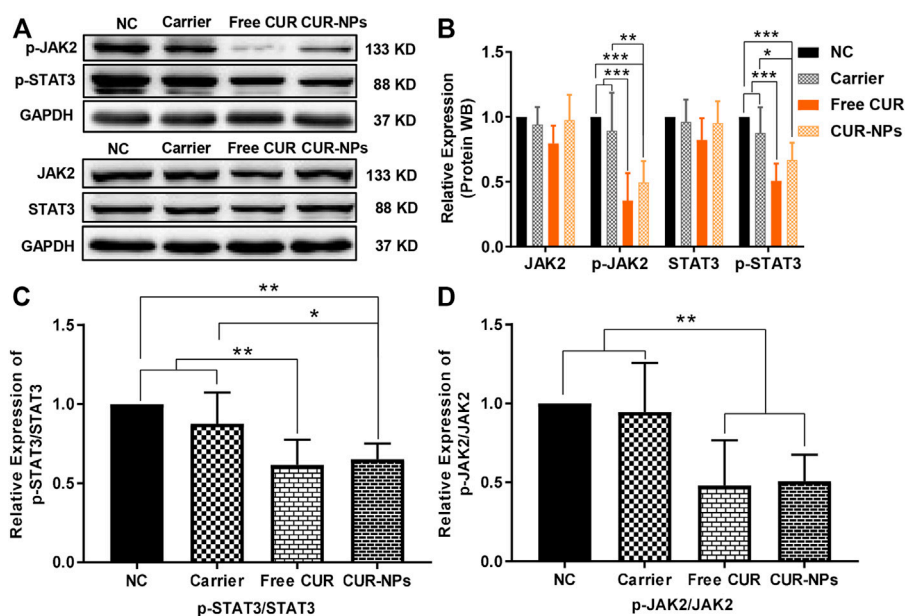 A
NC Carrier Free CUR CUR-NPs
p-JAK2 133 KD
p-STAT3 88 KD
GAPDH 37 KD
NC Carrier Free CUR CUR-NPs
JAK2 133 KD
STAT3 88 KD
GAPDH 37 KD
B
Relative Expression
(Protein WB)
1.5
1.0
0.5
0.0
*** *** **
*** * ***
JAK2 p-JAK2 STAT3 p-STAT3
NC
Carrier
Free CUR
CUR-NPs
C
Relative Expression of
p-STAT3/STAT3
1.5
1.0
0.5
0.0
**
*
**
NC Carrier Free CUR CUR-NPs
p-STAT3/STAT3
D
Relative Expression of
p-JAK2/JAK2
1.5
1.0
0.5
0.0
**
NC Carrier Free CUR CUR-NPs
p-JAK2/JAK2